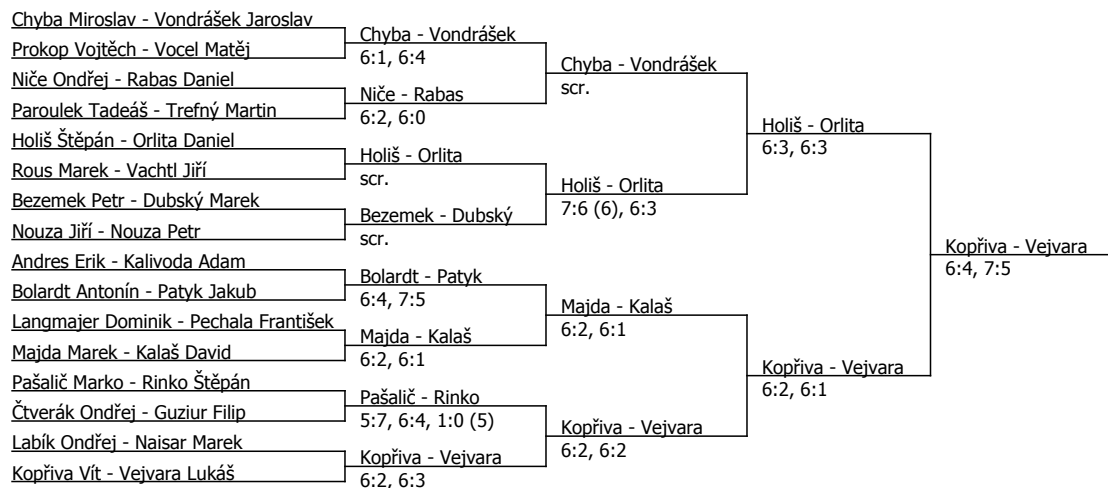 Chyba Miroslav - Vondrášek Jaroslav
Prokop Vojtěch - Vocel Matěj
Niče Ondřej - Rabas Daniel
Paroulek Tadeáš - Trefný Martin
Holiš Štěpán - Orlita Daniel
Rous Marek - Vachtl Jiří
Bezemek Petr - Dubský Marek
Nouza Jiří - Nouza Petr
Andres Erik - Kalivoda Adam
Bolardt Antonín - Patyk Jakub
Langmajer Dominik - Pechala František
Majda Marek - Kalaš David
Pašalič Marko - Rinko Štěpán
Čtverák Ondřej - Guziur Filip
Labík Ondřej - Naisar Marek
Kopřiva Vít - Vejvara Lukáš
Chyba - Vondrášek
6:1, 6:4
Niče - Rabas
6:2, 6:0
Holiš - Orlita
scr.
Bezemek - Dubský
scr.
Bolardt - Patyk
6:4, 7:5
Majda - Kalaš
6:2, 6:1
Pašalič - Rinko
5:7, 6:4, 1:0 (5)
Kopřiva - Vejvara
6:2, 6:3
Chyba - Vondrášek
scr.
Holiš - Orlita
7:6 (6), 6:3
Majda - Kalaš
6:2, 6:1
Kopřiva - Vejvara
6:2, 6:2
Holiš - Orlita
6:3, 6:3
Kopřiva - Vejvara
6:2, 6:1
Kopřiva - Vejvara
6:4, 7:5